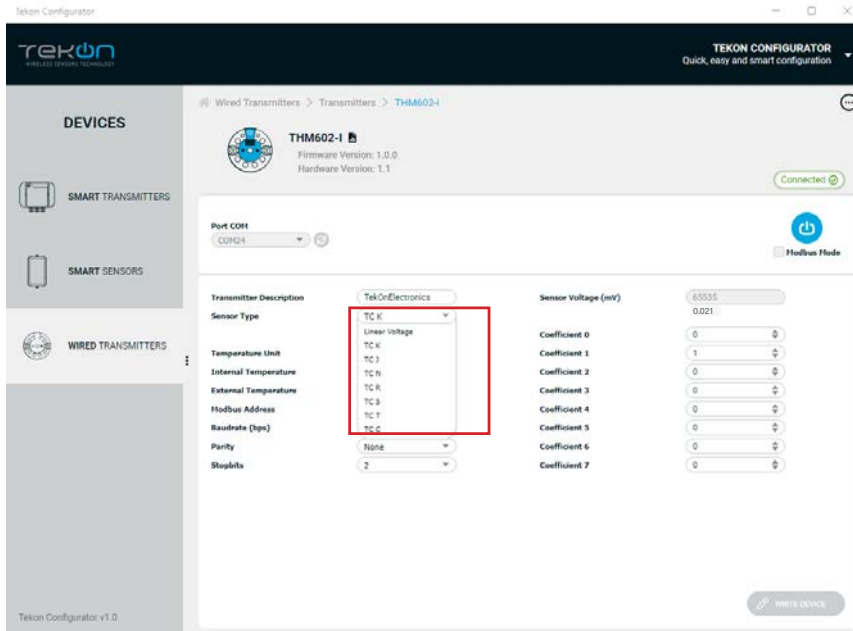 Tekon Configurator
TEKON
WIRELESS SENSORS TECHNOLOGY
TEKON CONFIGURATOR
Quick, easy and smart configuration
DEVICES
SMART TRANSMITTERS
SMART SENSORS
WIRED TRANSMITTERS
Tekon Configurator v1.0
Wired Transmitters > Transmitters > THM602-I
THM602-I
Firmware Version: 1.0.0
Hardware Version: 1.1
Connected
Port COM
COM24
Modbus Mode
Transmitter Description TekOnElectronics
Sensor Type TC K
Linear Voltage
TC K
TC J
TC N
TC R
TC S
TC T
TC C
Temperature Unit
Internal Temperature
External Temperature
Modbus Address
Baudrate (bps)
Parity None
Stopbits 2
Sensor Voltage (mV) 65535
0.021
Coefficient 0 0
Coefficient 1 1
Coefficient 2 0
Coefficient 3 0
Coefficient 4 0
Coefficient 5 0
Coefficient 6 0
Coefficient 7 0
WRITE DEVICE